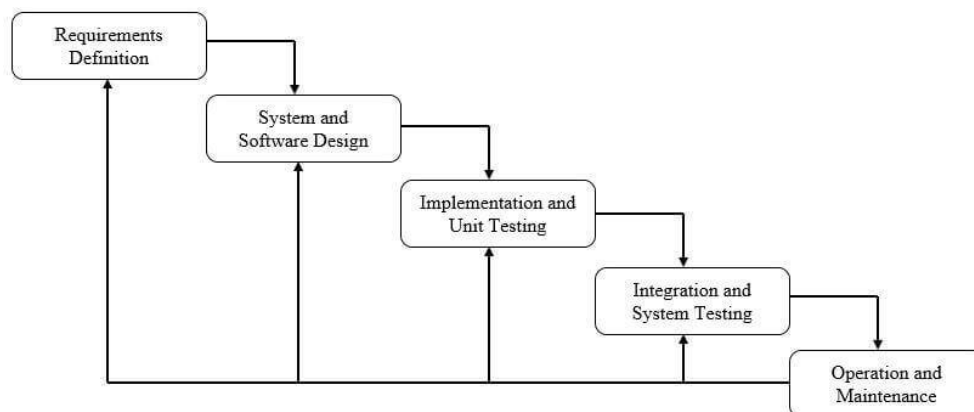 Requirements
Definition
System and
Software Design
Implementation and
Unit Testing
Integration and
System Testing
Operation and
Maintenance